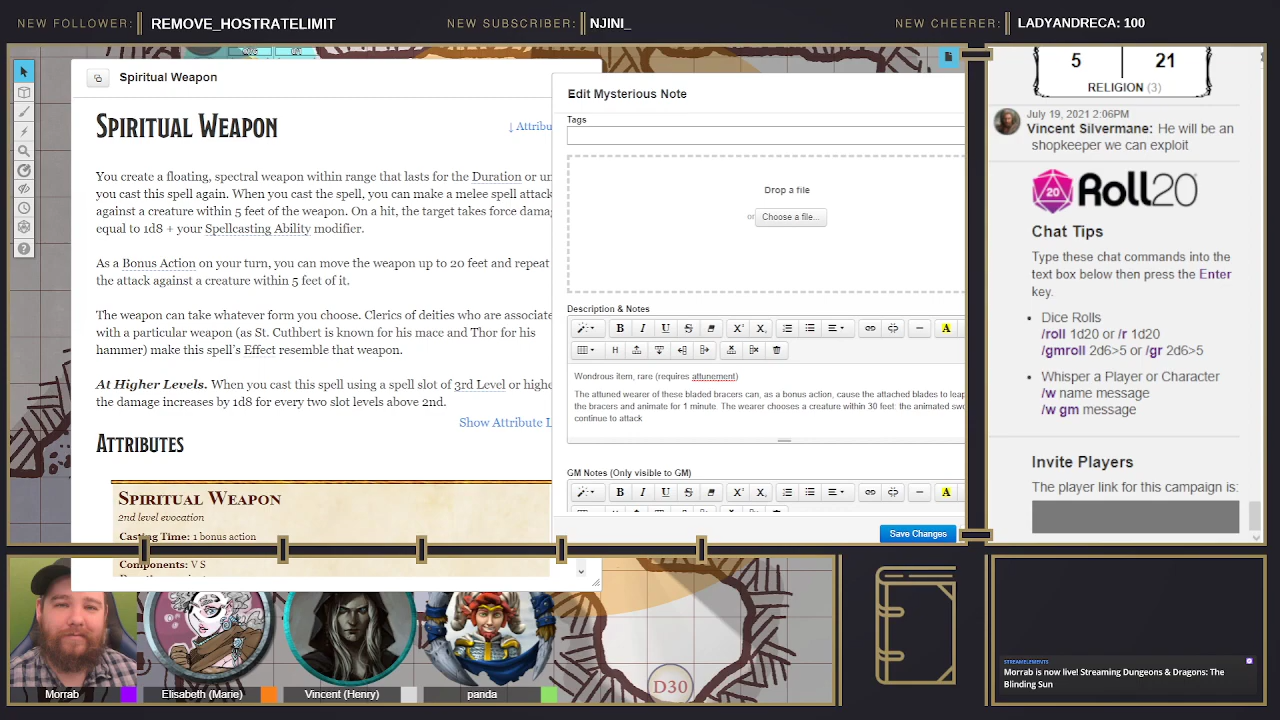 NEW FOLLOWER: REMOVE_HOSTRATELIMIT
NEW SUBSCRIBER: NJINI_
NEW CHEERER: LADYANDRECA: 100
Spiritual Weapon
SPIRITUAL WEAPON
↓ Attribu
You create a floating, spectral weapon within range that lasts for the Duration or un
you cast this spell again. When you cast the spell, you can make a melee spell attack
against a creature within 5 feet of the weapon. On a hit, the target takes force damag
equal to 1d8 + your Spellcasting Ability modifier.
As a Bonus Action on your turn, you can move the weapon up to 20 feet and repeat
the attack against a creature within 5 feet of it.
The weapon can take whatever form you choose. Clerics of deities who are associate
with a particular weapon (as St. Cuthbert is known for his mace and Thor for his
hammer) make this spell's Effect resemble that weapon.
At Higher Levels. When you cast this spell using a spell slot of 3rd Level or highe
the damage increases by 1d8 for every two slot levels above 2nd.
Show Attribute L
ATTRIBUTES
SPIRITUAL WEAPON
2nd level evocation
Casting Time: 1 bonus action
Components: V S
Edit Mysterious Note
Tags
Drop a file
or Choose a file...
Description & Notes
B I U S X² X₂ A
H
Wondrous item, rare (requires attunement)
The attuned wearer of these bladed bracers can, as a bonus action, cause the attached blades to leap
the bracers and animate for 1 minute. The wearer chooses a creature within 30 feet: the animated swo
continue to attack
GM Notes (Only visible to GM)
B I U S X² X₂ A
Save Changes
5 21
RELIGION (3)
July 19, 2021 2:06PM
Vincent Silvermane: He will be an
shopkeeper we can exploit
20 Roll20
Chat Tips
Type these chat commands into the
text box below then press the Enter
key.
• Dice Rolls
/roll 1d20 or /r 1d20
/gmroll 2d6>5 or /gr 2d6>5
• Whisper a Player or Character
/w name message
/w gm message
Invite Players
The player link for this campaign is:
Morrab
Elisabeth (Marie)
Vincent (Henry)
panda
D30
STREAMELEMENTS
Morrab is now live! Streaming Dungeons & Dragons: The
Blinding Sun